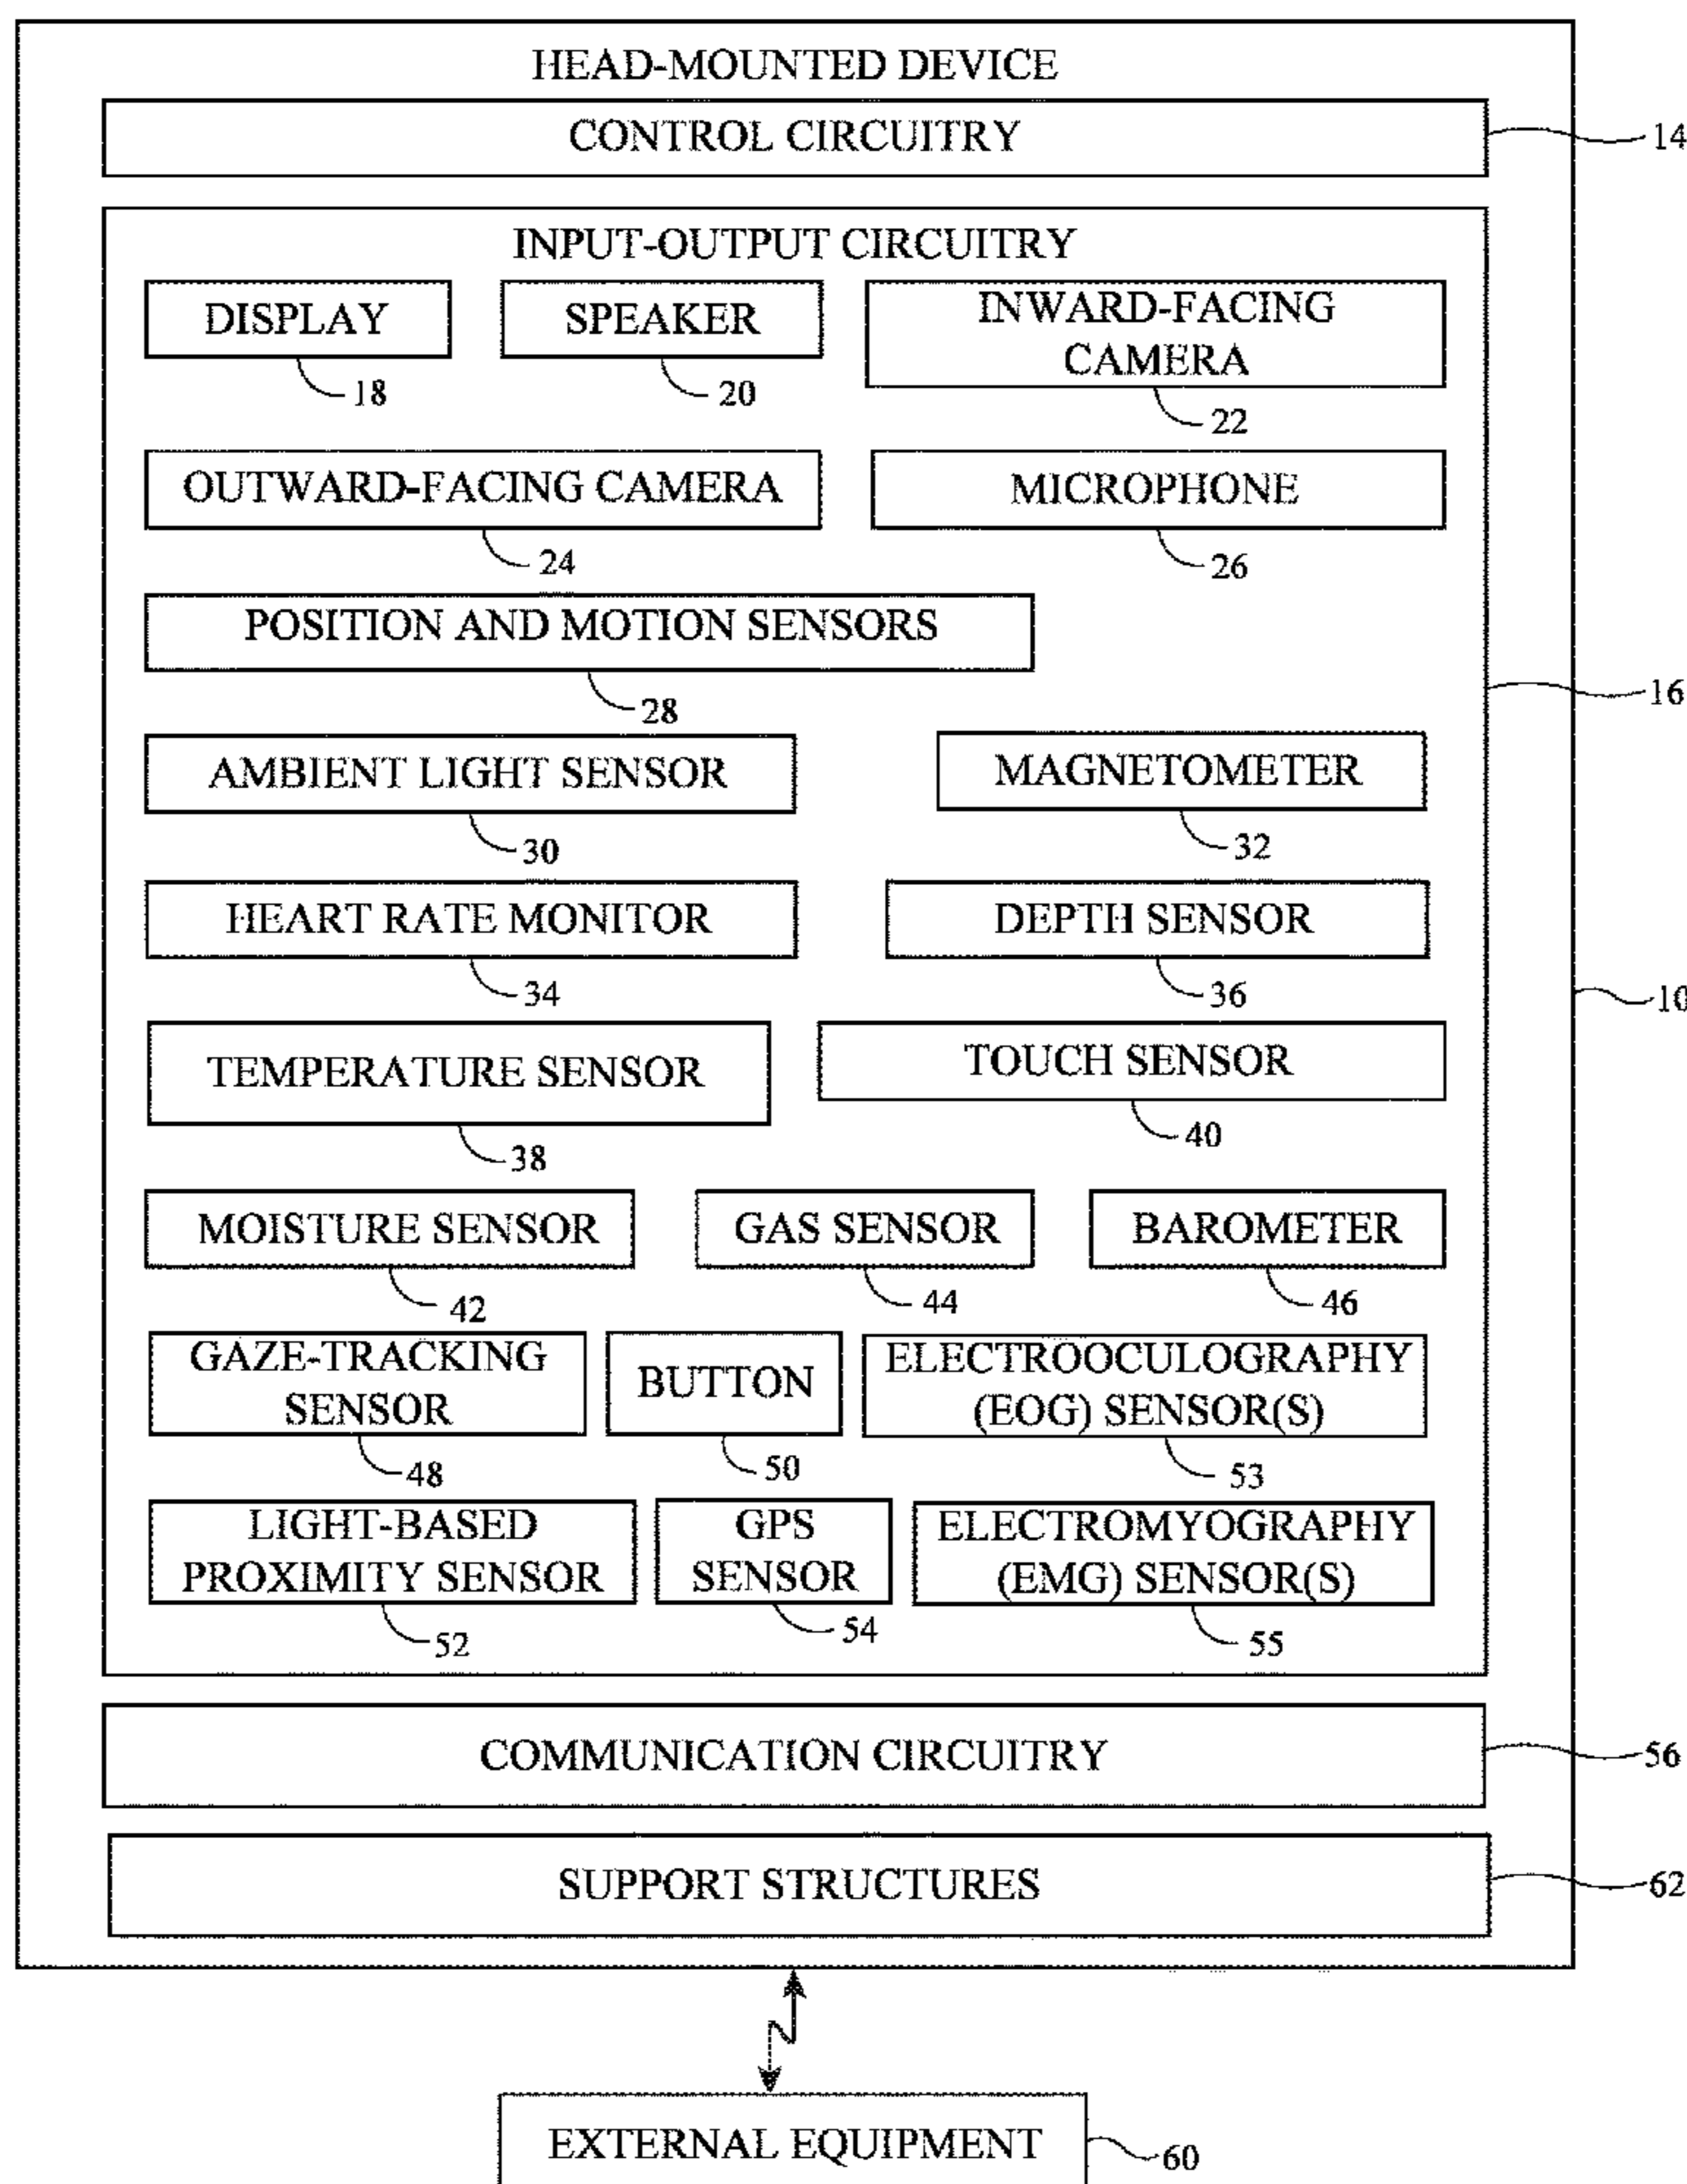 HEAD-MOUNTED DEVICE
CONTROL CIRCUITRY
14
INPUT-OUTPUT CIRCUITRY
DISPLAY
18
SPEAKER
20
INWARD-FACING
CAMERA
22
OUTWARD-FACING CAMERA
24
MICROPHONE
26
POSITION AND MOTION SENSORS
28
16
AMBIENT LIGHT SENSOR
30
MAGNETOMETER
32
HEART RATE MONITOR
34
DEPTH SENSOR
36
10
TEMPERATURE SENSOR
38
TOUCH SENSOR
40
MOISTURE SENSOR
42
GAS SENSOR
44
BAROMETER
46
GAZE-TRACKING
SENSOR
48
BUTTON
50
ELECTROOCULOGRAPHY
(EOG) SENSOR(S)
53
LIGHT-BASED
PROXIMITY SENSOR
52
GPS
SENSOR
54
ELECTROMYOGRAPHY
(EMG) SENSOR(S)
55
COMMUNICATION CIRCUITRY
56
SUPPORT STRUCTURES
62
EXTERNAL EQUIPMENT
60